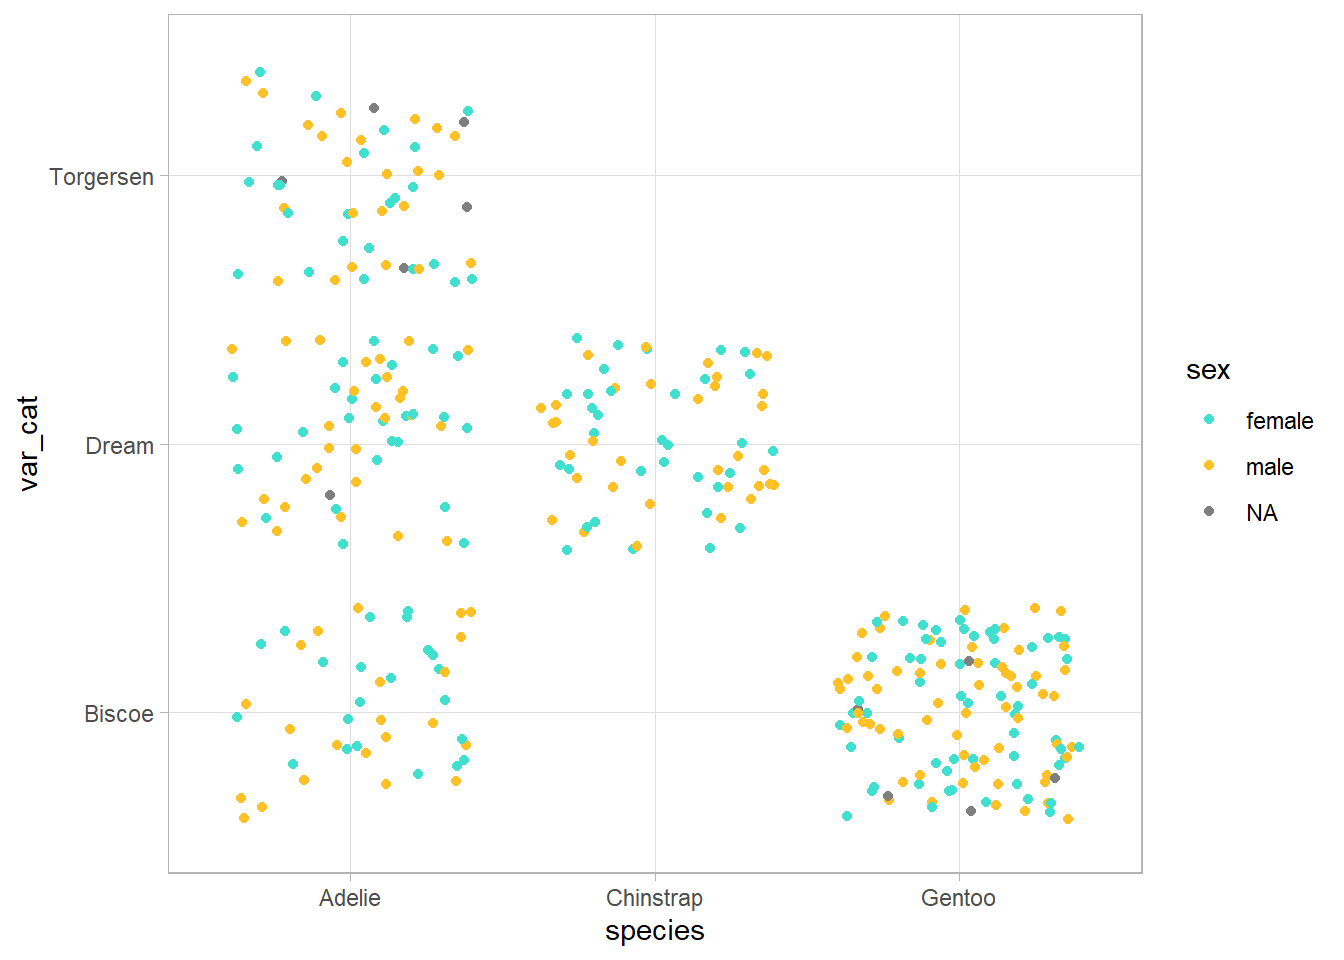 Torgersen
Dream
Biscoe
var_cat
Adelie
Chinstrap
Gentoo
species
sex
female
male
NA